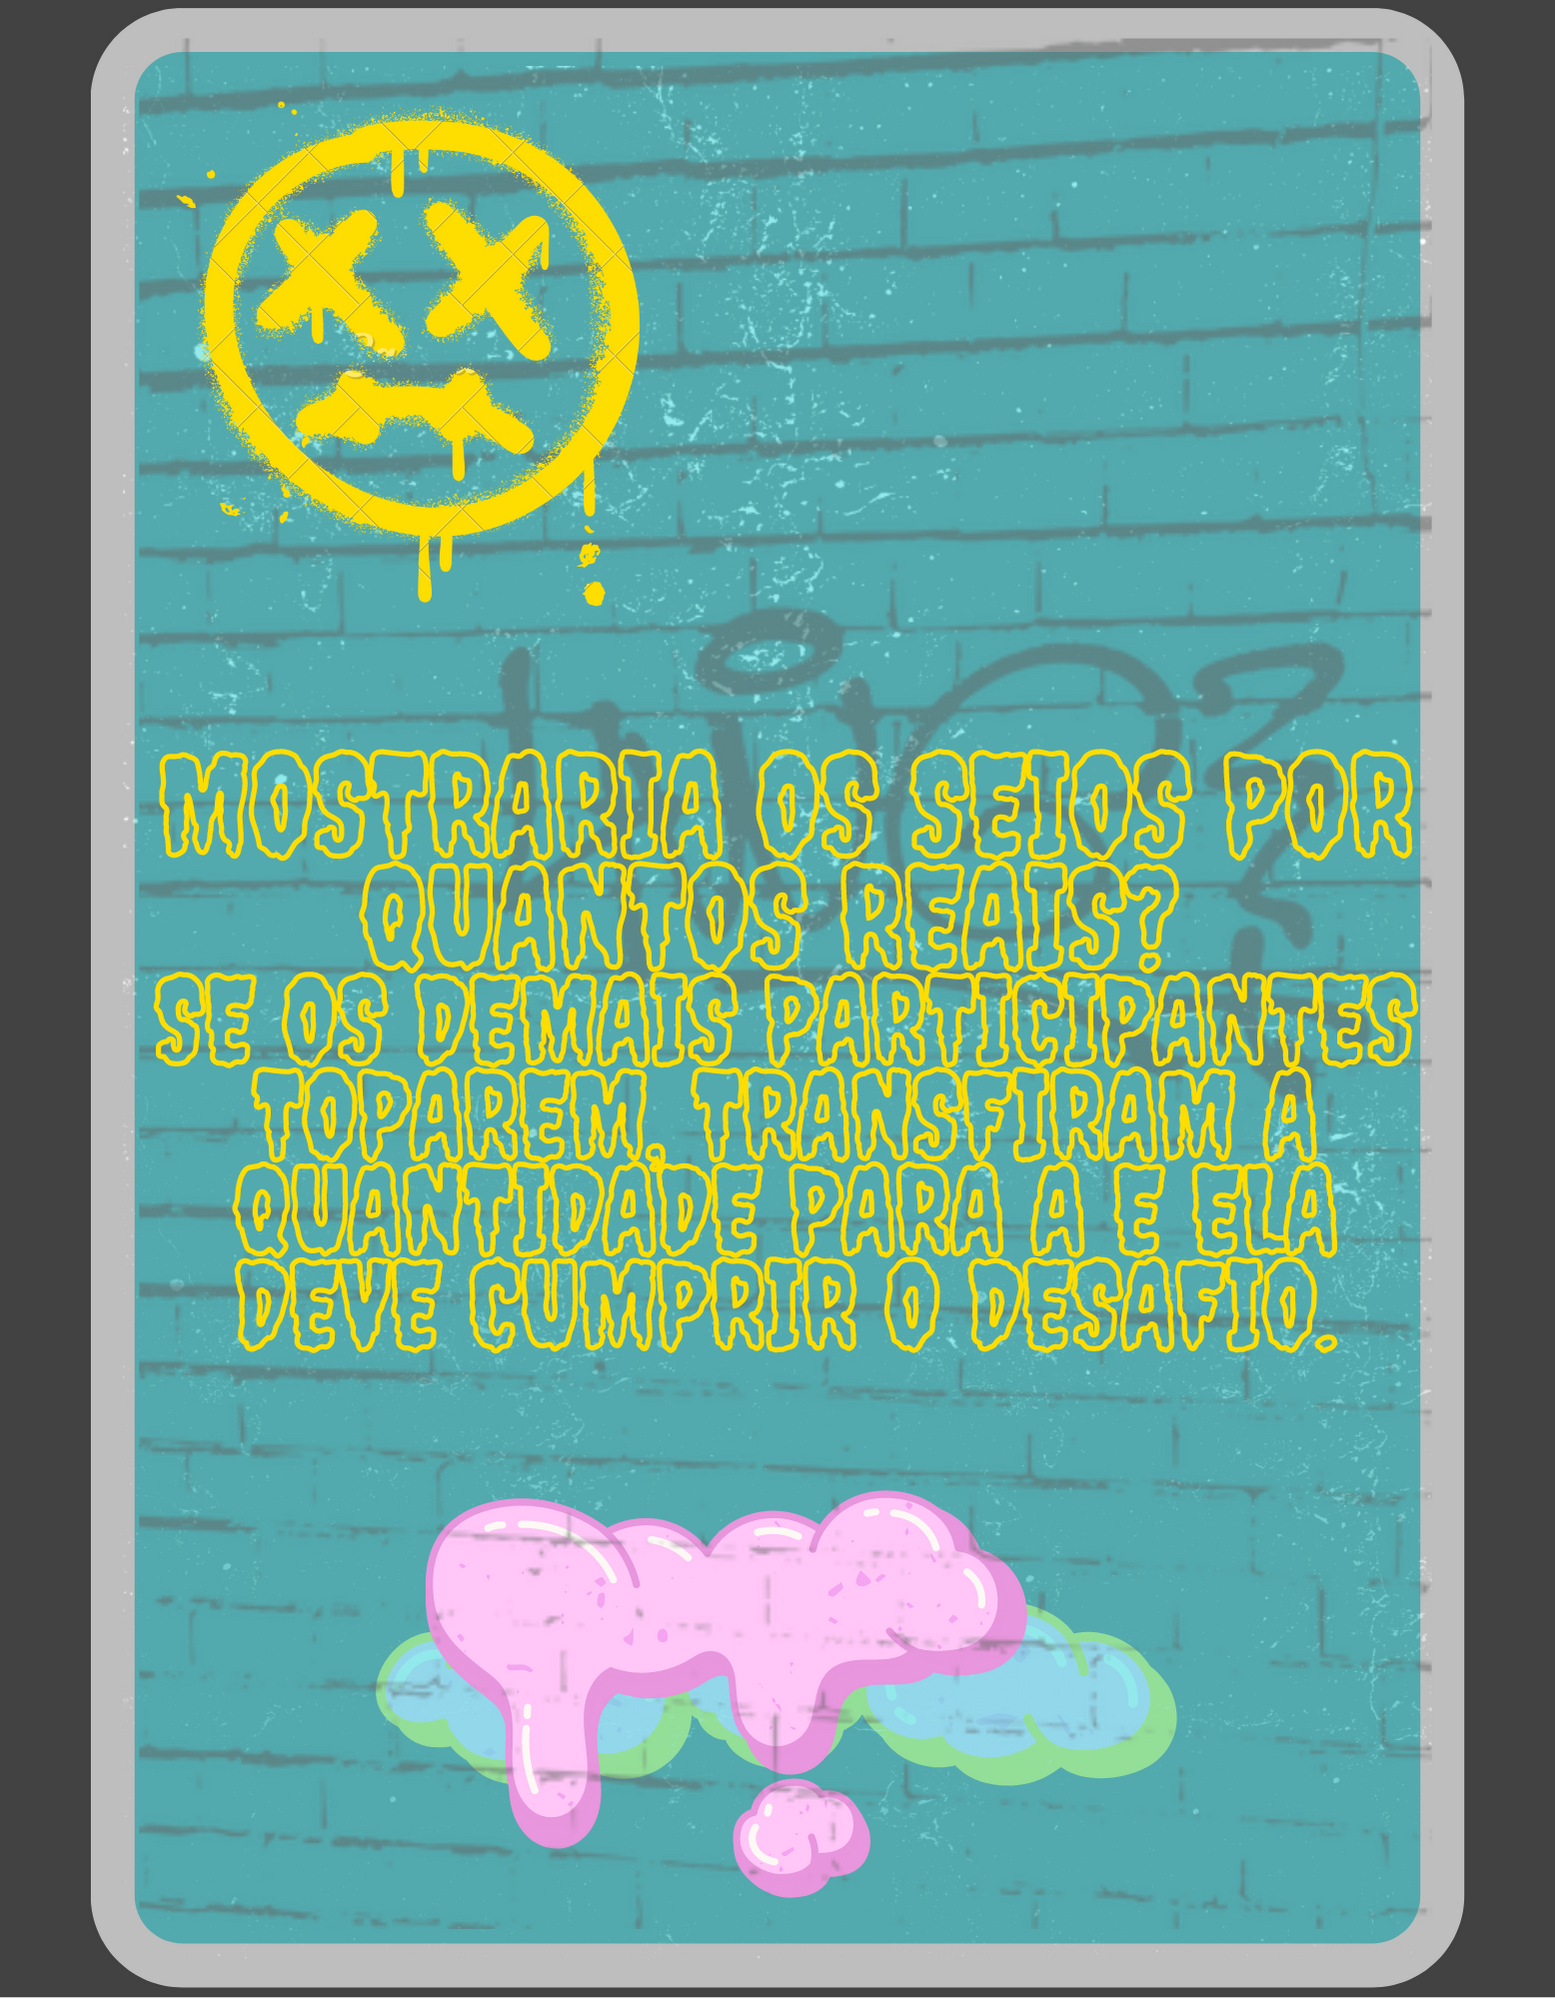 MOSTRARIA OS SEIOS POR
QUANTOS REAIS?
SE OS DEMAIS PARTICIPANTES
TOPAREM, TRANSFIRAM A
QUANTIDADE PARA A E ELA
DEVE CUMPRIR O DESAFIO.